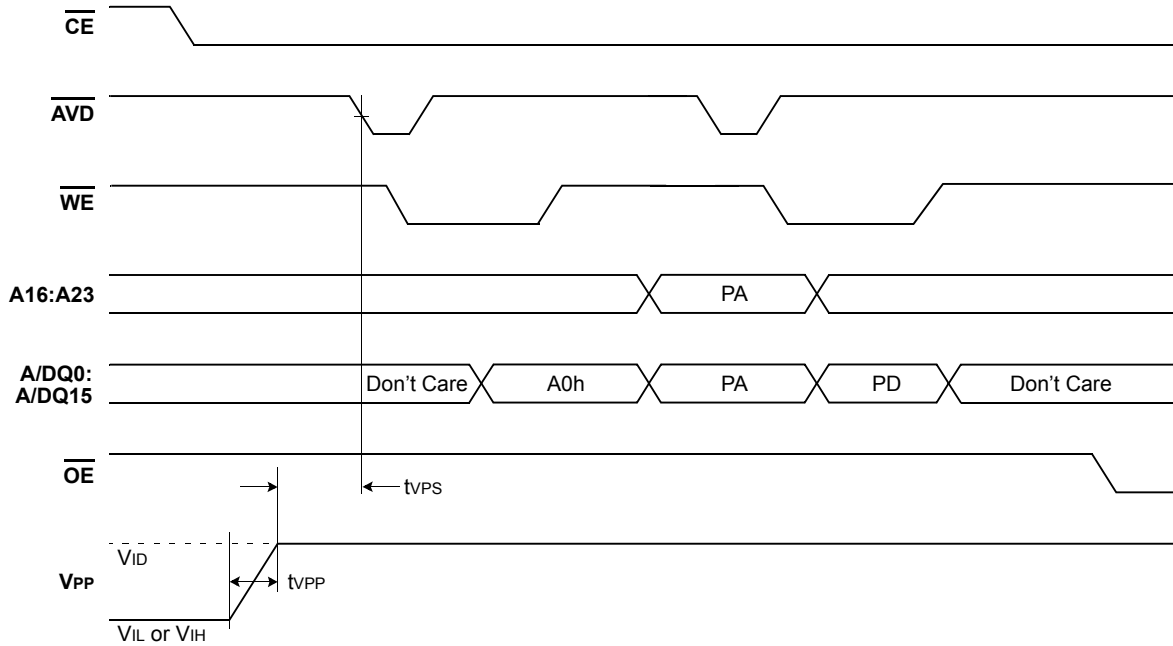 CE
AVD
WE
A16:A23 PA
A/DQ0:
A/DQ15 Don’t Care A0h PA PD Don’t Care
OE
tVPS
VID
VPP tVPP
VIL or VIH